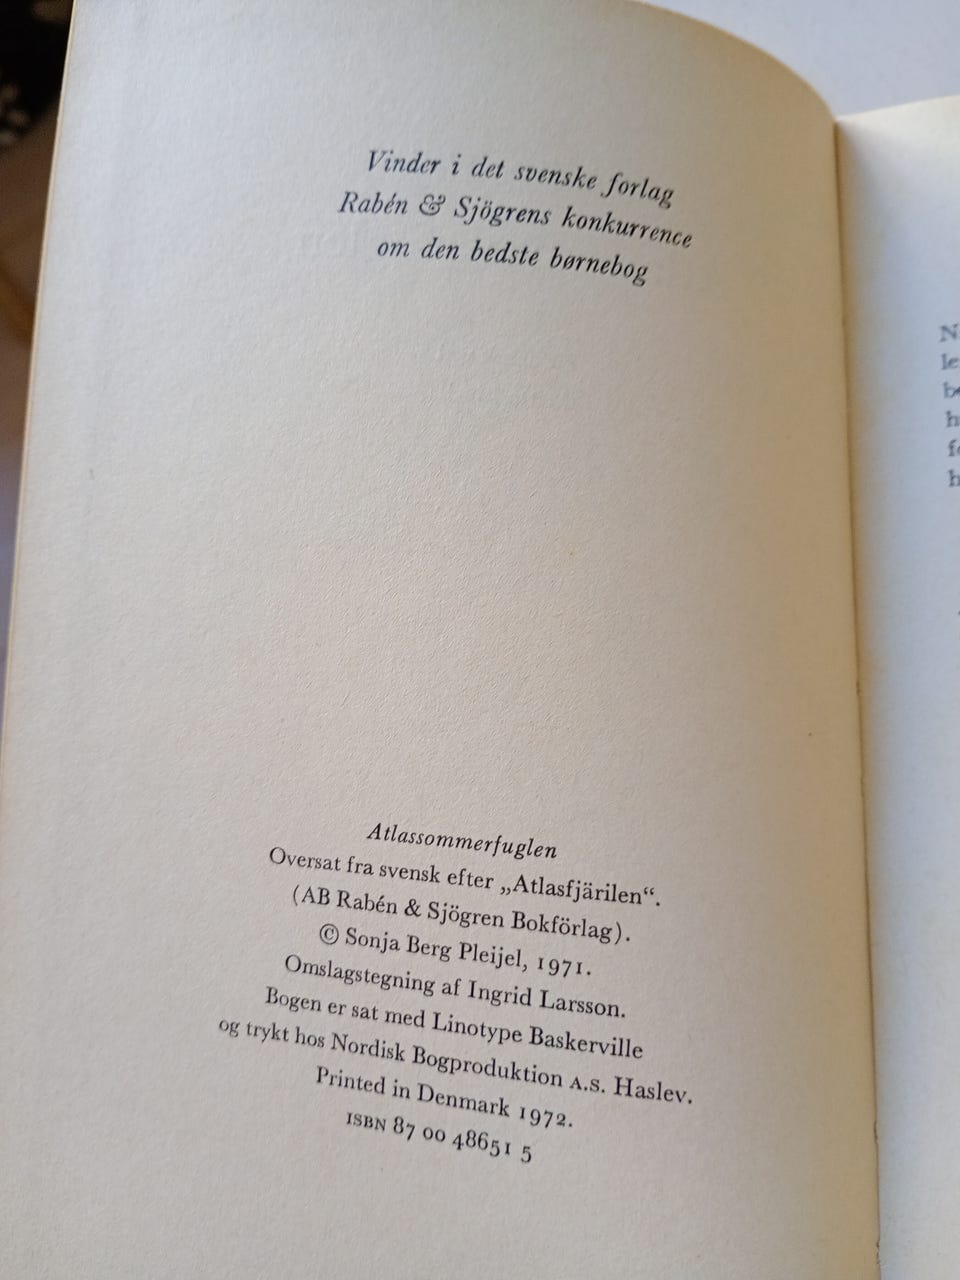 Vinder i det svenske forlag
Rabén & Sjögrens konkurrence
om den bedste børnebog
Atlassommerfuglen
Oversat fra svensk efter „Atlasfjärilen“.
(AB Rabén & Sjögren Bokförlag).
© Sonja Berg Pleijel, 1971.
Omslagstegning af Ingrid Larsson.
Bogen er sat med Linotype Baskerville
og trykt hos Nordisk Bogproduktion A.S. Haslev.
Printed in Denmark 1972.
ISBN 87 00 48651 5